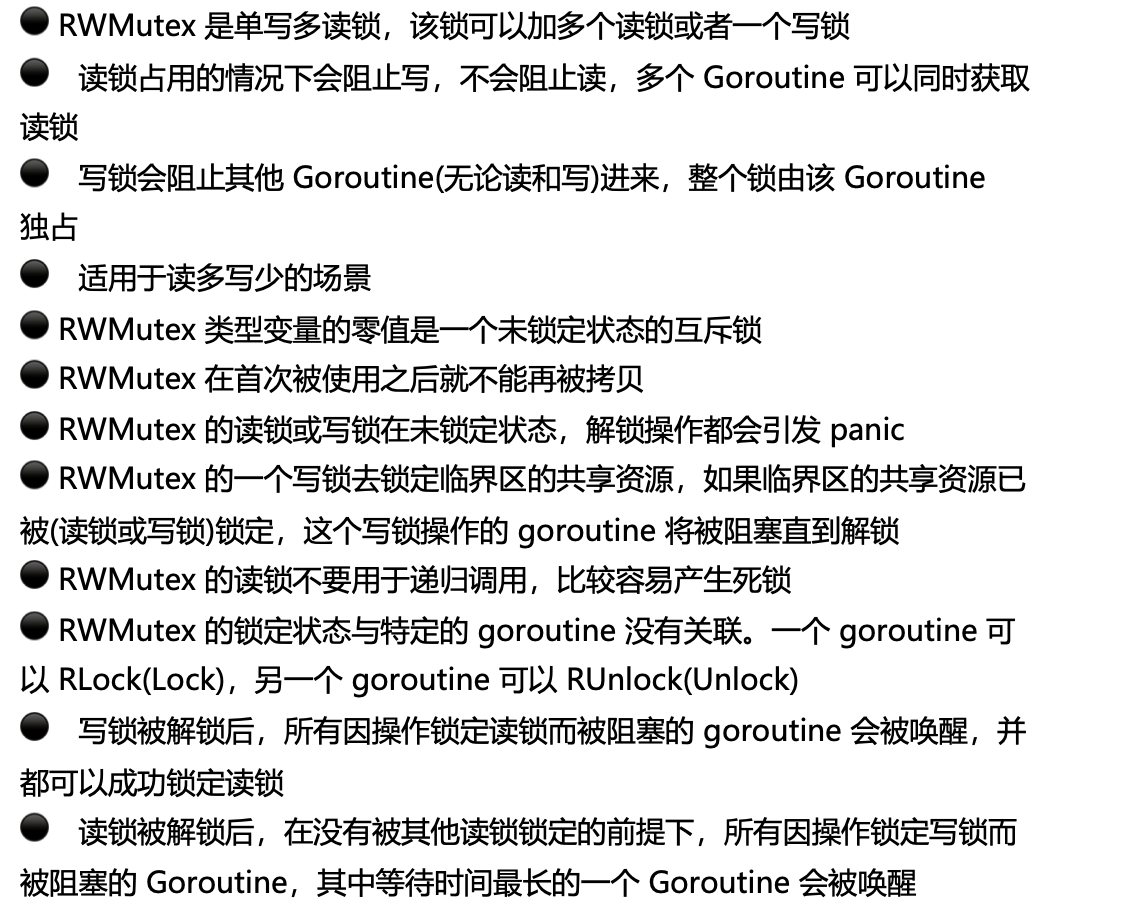 ● RWMutex 是单写多读锁，该锁可以加多个读锁或者一个写锁
● 读锁占用的情况下会阻止写，不会阻止读，多个 Goroutine 可以同时获取
读锁
● 写锁会阻止其他 Goroutine(无论读和写)进来，整个锁由该 Goroutine
独占
● 适用于读多写少的场景
● RWMutex 类型变量的零值是一个未锁定状态的互斥锁
● RWMutex 在首次被使用之后就不能再被拷贝
● RWMutex 的读锁或写锁在未锁定状态，解锁操作都会引发 panic
● RWMutex 的一个写锁去锁定临界区的共享资源，如果临界区的共享资源已
被(读锁或写锁)锁定，这个写锁操作的 goroutine 将被阻塞直到解锁
● RWMutex 的读锁不要用于递归调用，比较容易产生死锁
● RWMutex 的锁定状态与特定的 goroutine 没有关联。一个 goroutine 可
以 RLock(Lock)，另一个 goroutine 可以 RUnlock(Unlock)
● 写锁被解锁后，所有因操作锁定读锁而被阻塞的 goroutine 会被唤醒，并
都可以成功锁定读锁
● 读锁被解锁后，在没有被其他读锁锁定的前提下，所有因操作锁定写锁而
被阻塞的 Goroutine，其中等待时间最长的一个 Goroutine 会被唤醒